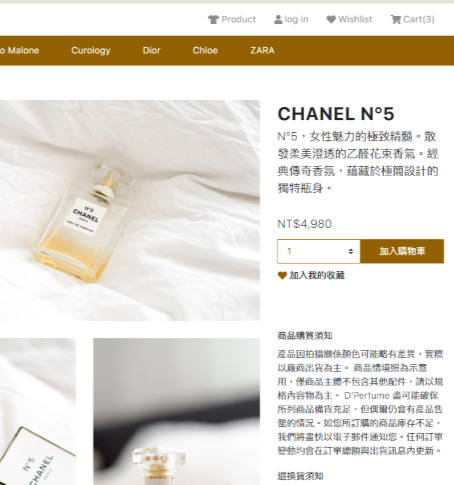 Product log in Wishlist Cart(3)
o Malone Curology Dior Chloe ZARA
CHANEL N°5
N°5，女性魅力的極致精髓。散
發柔美澄透的乙醛花束香氣。經
典傳奇香氛，蘊藏於極簡設計的
獨特瓶身。
NT$4,980
1 加入購物車
加入我的收藏
N°5
CHANEL
PARIS
EAU DE PARFUM
商品購買須知
產品因拍攝關係顏色可能略有差異，實際
以廠商出貨為主。 商品情境照為示意
用，僅商品主體不包含其他配件，請以規
格內容物為主。 D'Perfume 盡可能確保
所列商品備貨充足，但偶爾仍會有產品售
罄的情況。如您所訂購的商品庫存不足，
我們將盡快以電子郵件通知您。任何訂單
變動均會在訂單總額與出貨訊息內更新。
退換貨須知
N°5
CHANEL